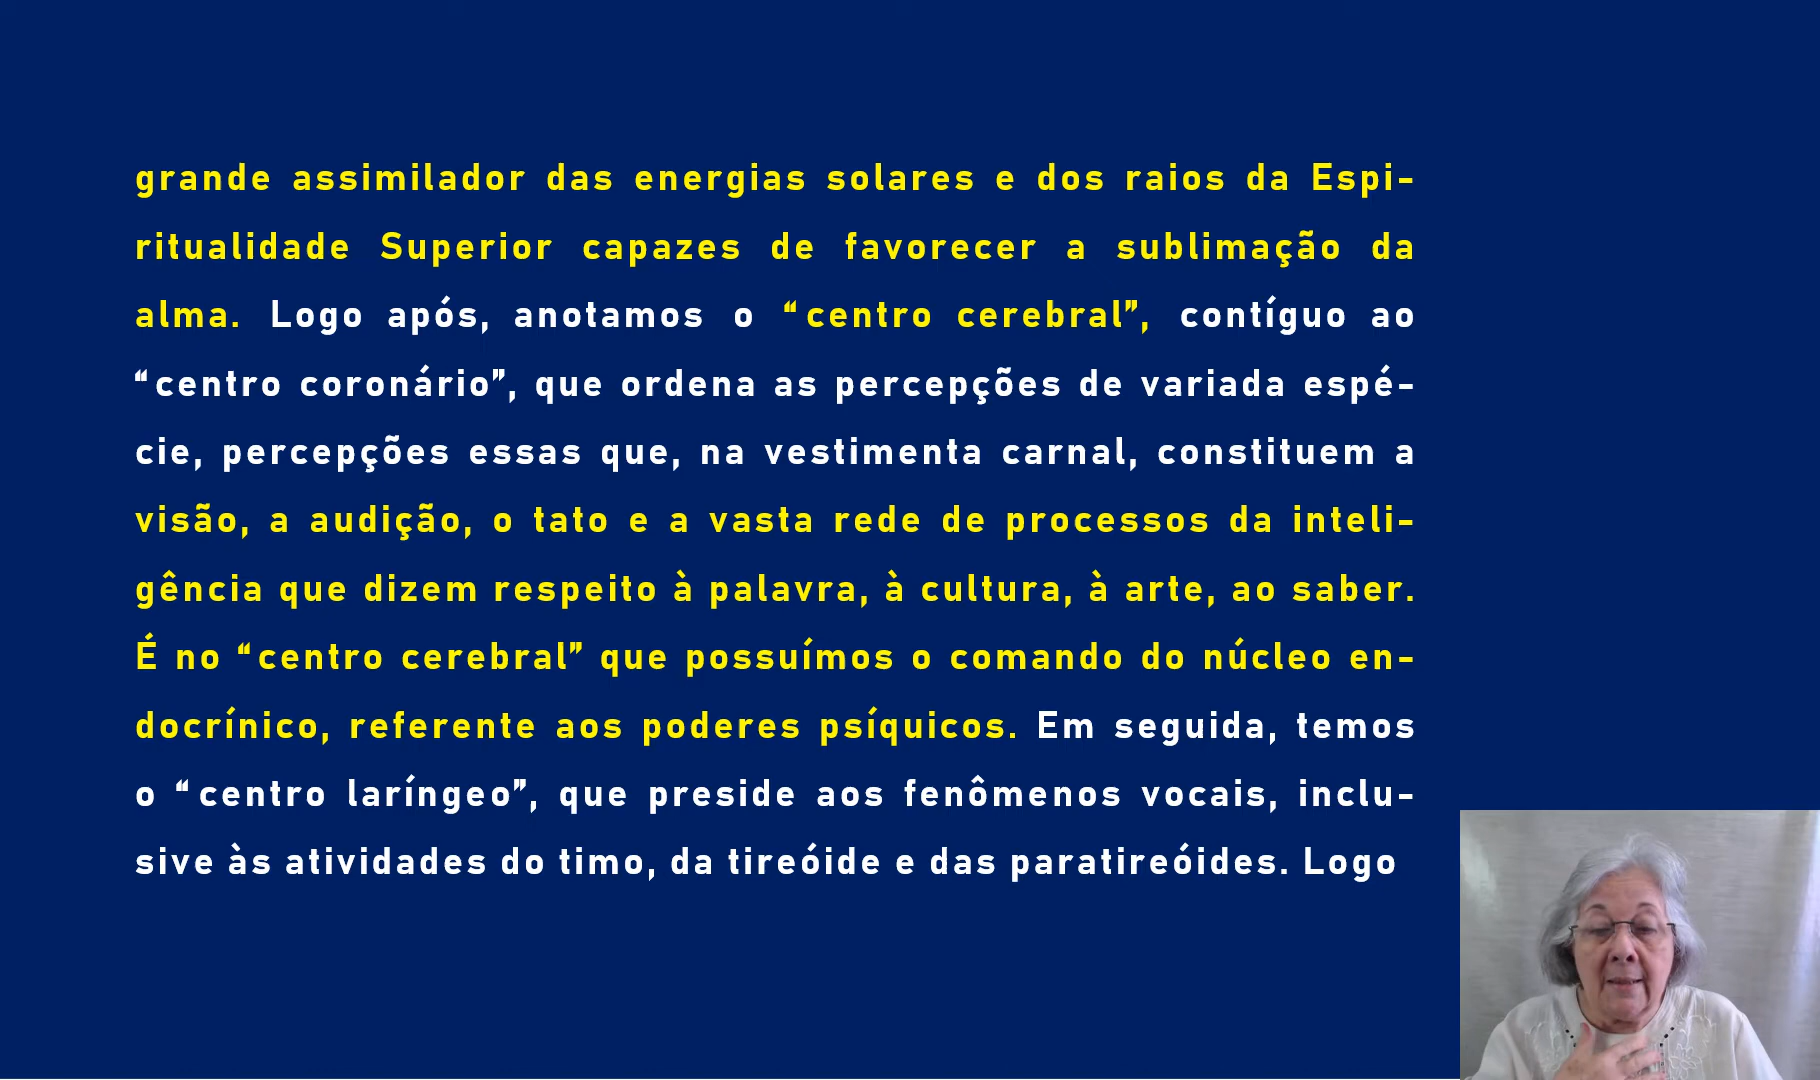 grande assimilador das energias solares e dos raios da Espi-
ritualidade Superior capazes de favorecer a sublimação da
alma. Logo após, anotamos o “centro cerebral”, contíguo ao
“centro coronário”, que ordena as percepções de variada espé-
cie, percepções essas que, na vestimenta carnal, constituem a
visão, a audição, o tato e a vasta rede de processos da inteli-
gência que dizem respeito à palavra, à cultura, à arte, ao saber.
É no “centro cerebral” que possuímos o comando do núcleo en-
docrínico, referente aos poderes psíquicos. Em seguida, temos
o “centro laríngeo”, que preside aos fenômenos vocais, inclu-
sive às atividades do timo, da tireóide e das paratireóides. Logo